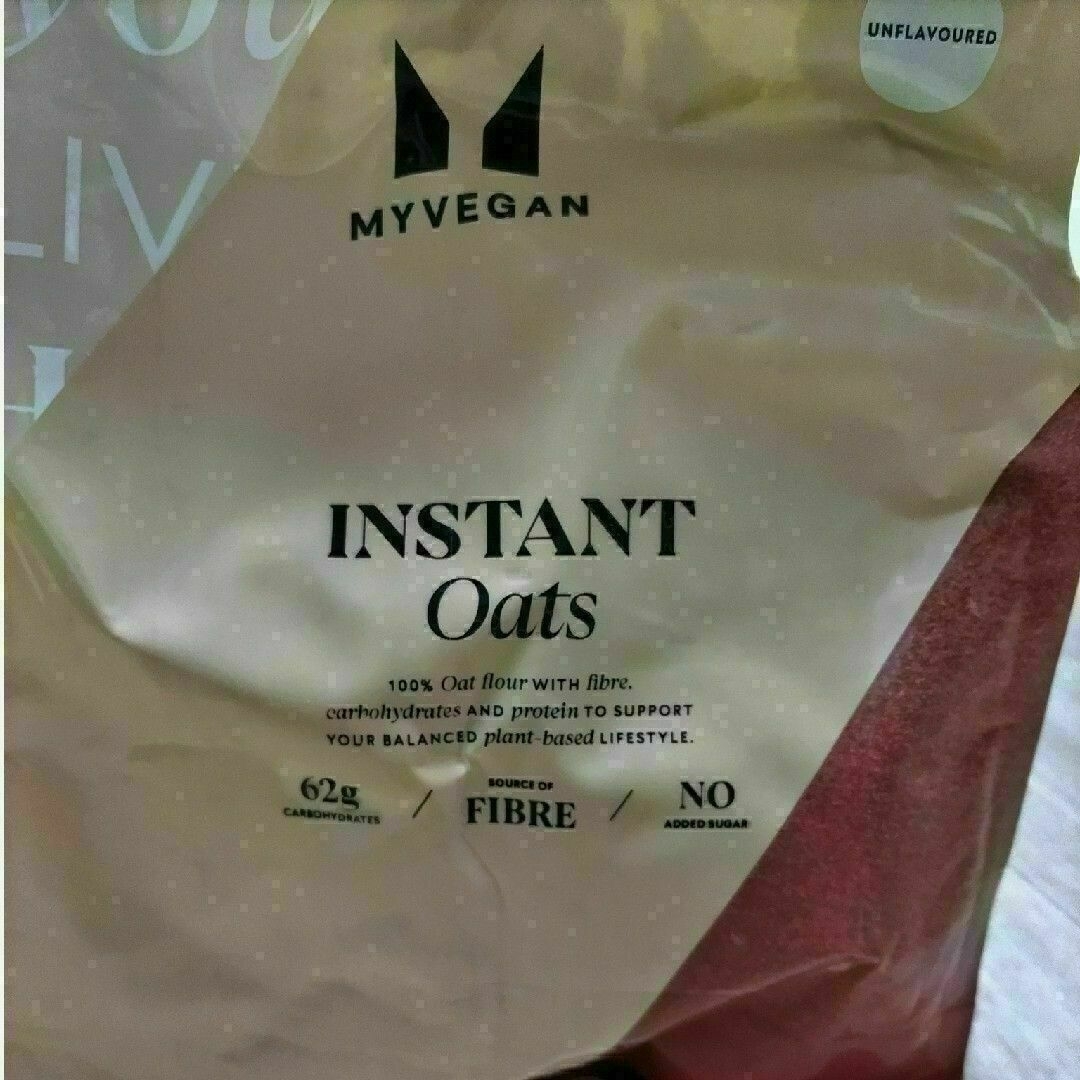 UNFLAVOURED
LIV
MYVEGAN
INSTANT
Oats
100% Oat flour WITH fibre,
carbohydrates AND protein TO SUPPORT
YOUR BALANCED plant-based LIFESTYLE.
62g
CARBOHYDRATES
/
SOURCE OF
FIBRE
/
NO
ADDED SUGAR